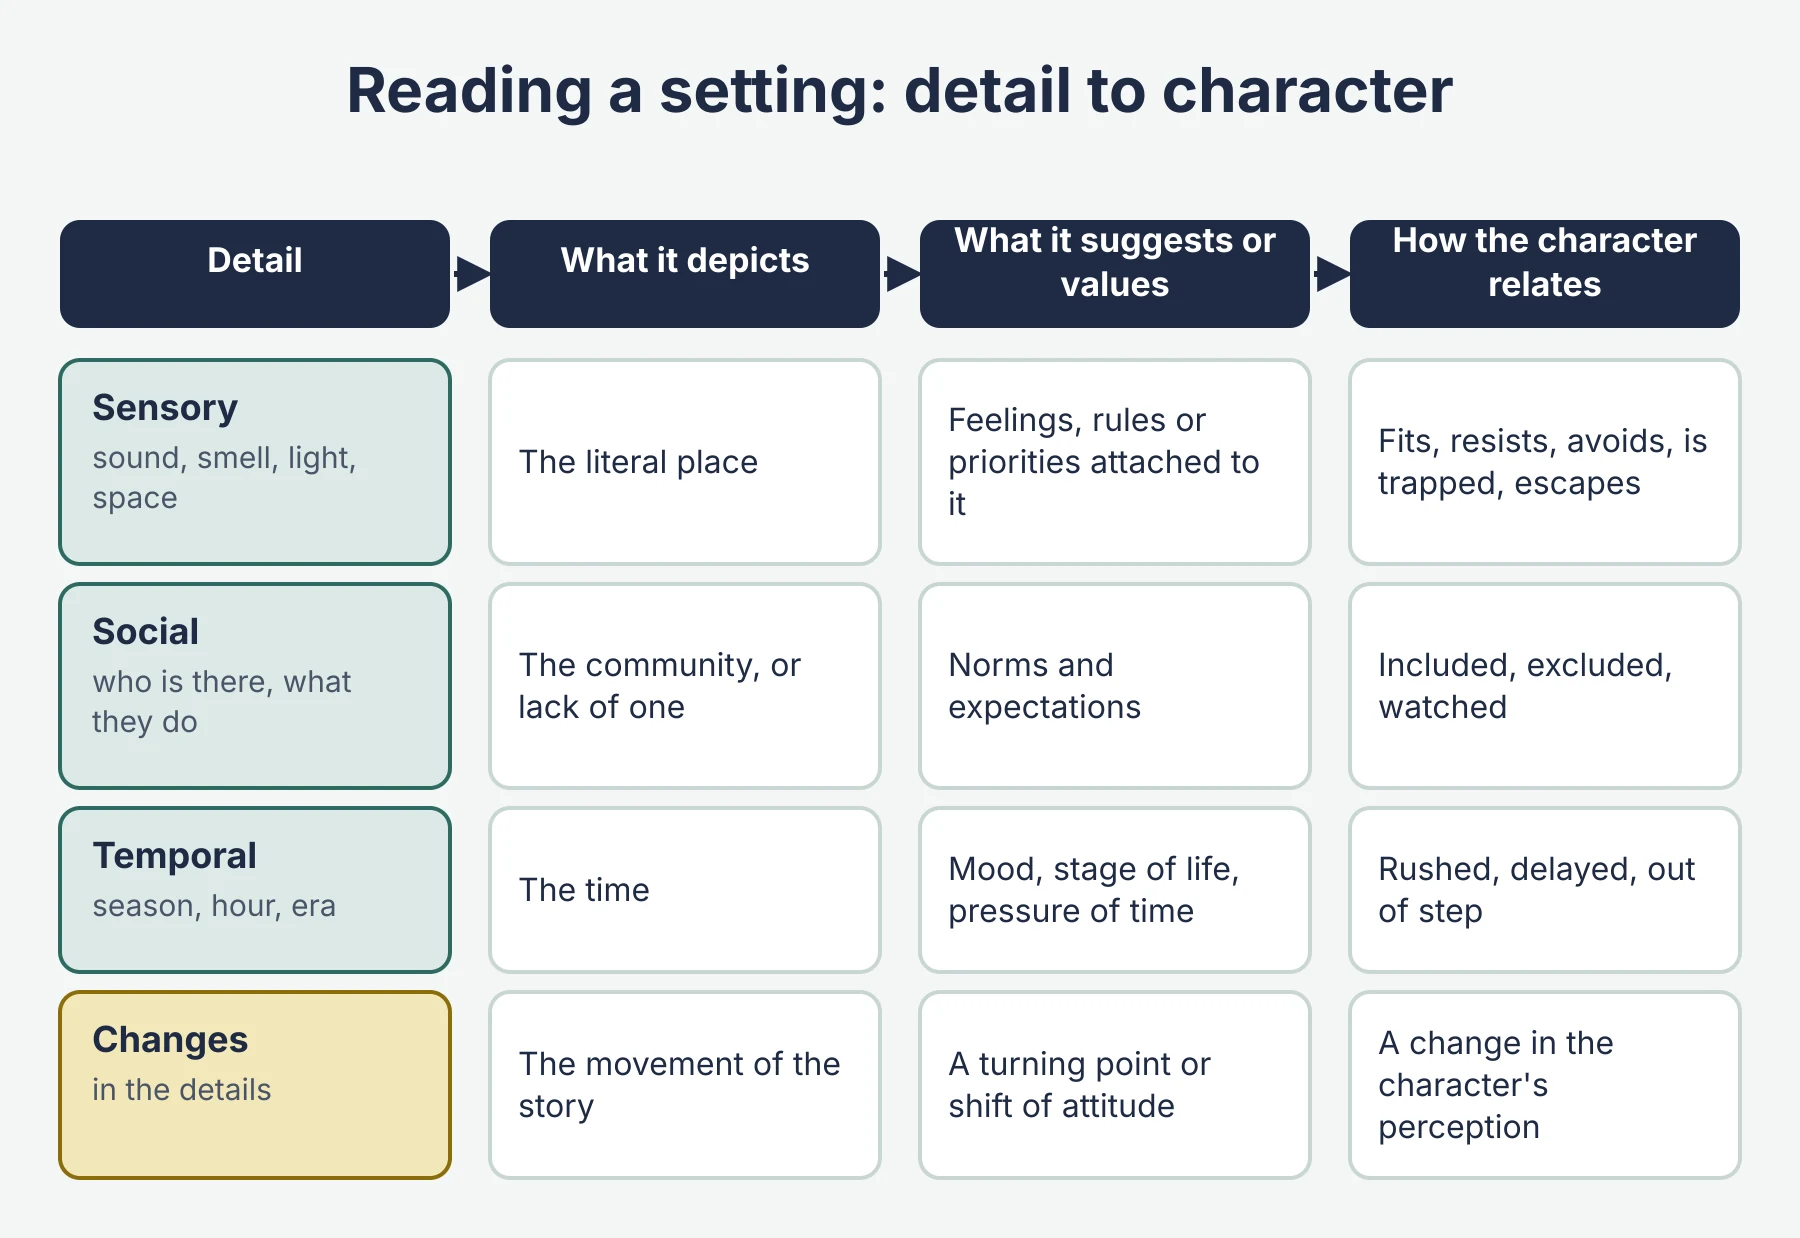 Reading a setting: detail to character
Detail
What it depicts
What it suggests or
values
How the character
relates
Sensory
sound, smell, light,
space
The literal place
Feelings, rules or
priorities attached to
it
Fits, resists, avoids, is
trapped, escapes
Social
who is there, what
they do
The community, or
lack of one
Norms and
expectations
Included, excluded,
watched
Temporal
season, hour, era
The time
Mood, stage of life,
pressure of time
Rushed, delayed, out
of step
Changes
in the details
The movement of the
story
A turning point or
shift of attitude
A change in the
character's
perception